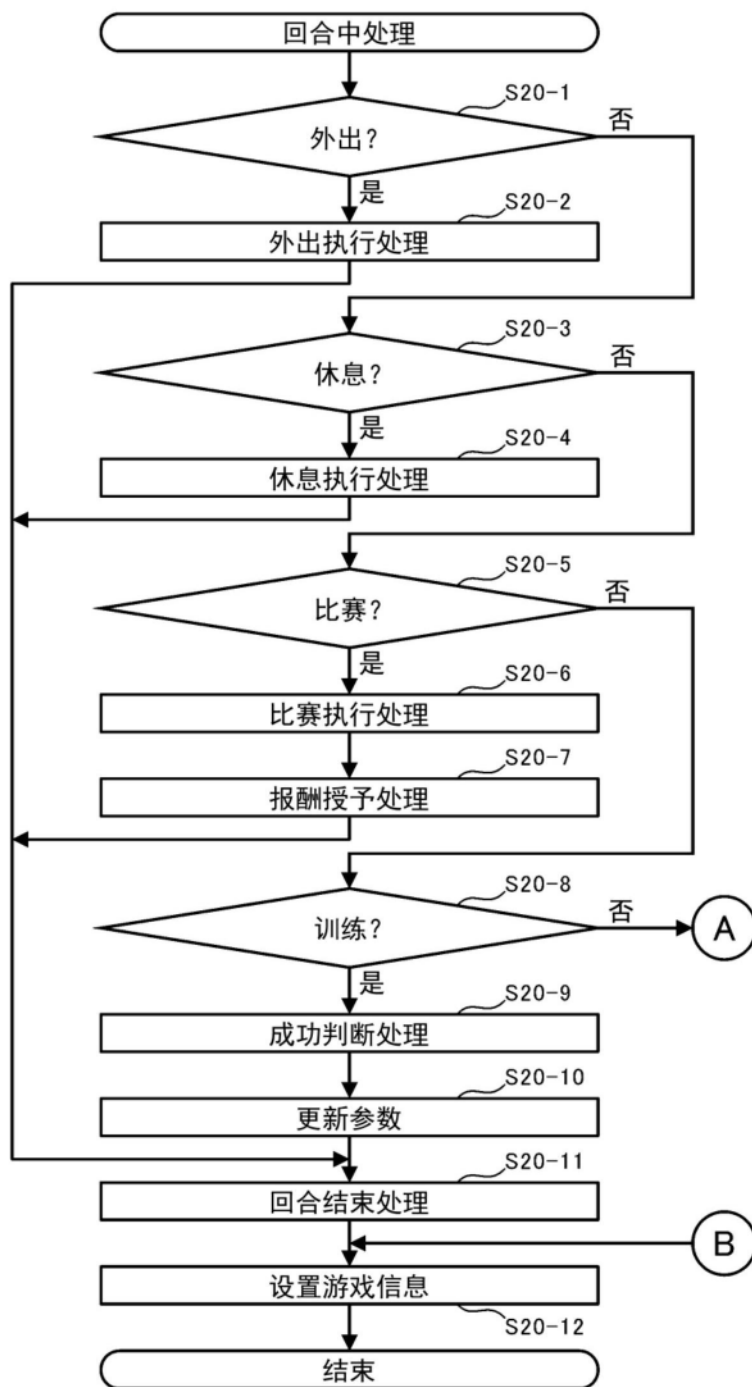 回合中处理
S20-1
外出?
否
是
S20-2
外出执行处理
S20-3
休息?
否
是
S20-4
休息执行处理
S20-5
比赛?
否
是
S20-6
比赛执行处理
S20-7
报酬授予处理
S20-8
训练?
否
A
是
S20-9
成功判断处理
S20-10
更新参数
S20-11
回合结束处理
B
设置游戏信息
S20-12
结束